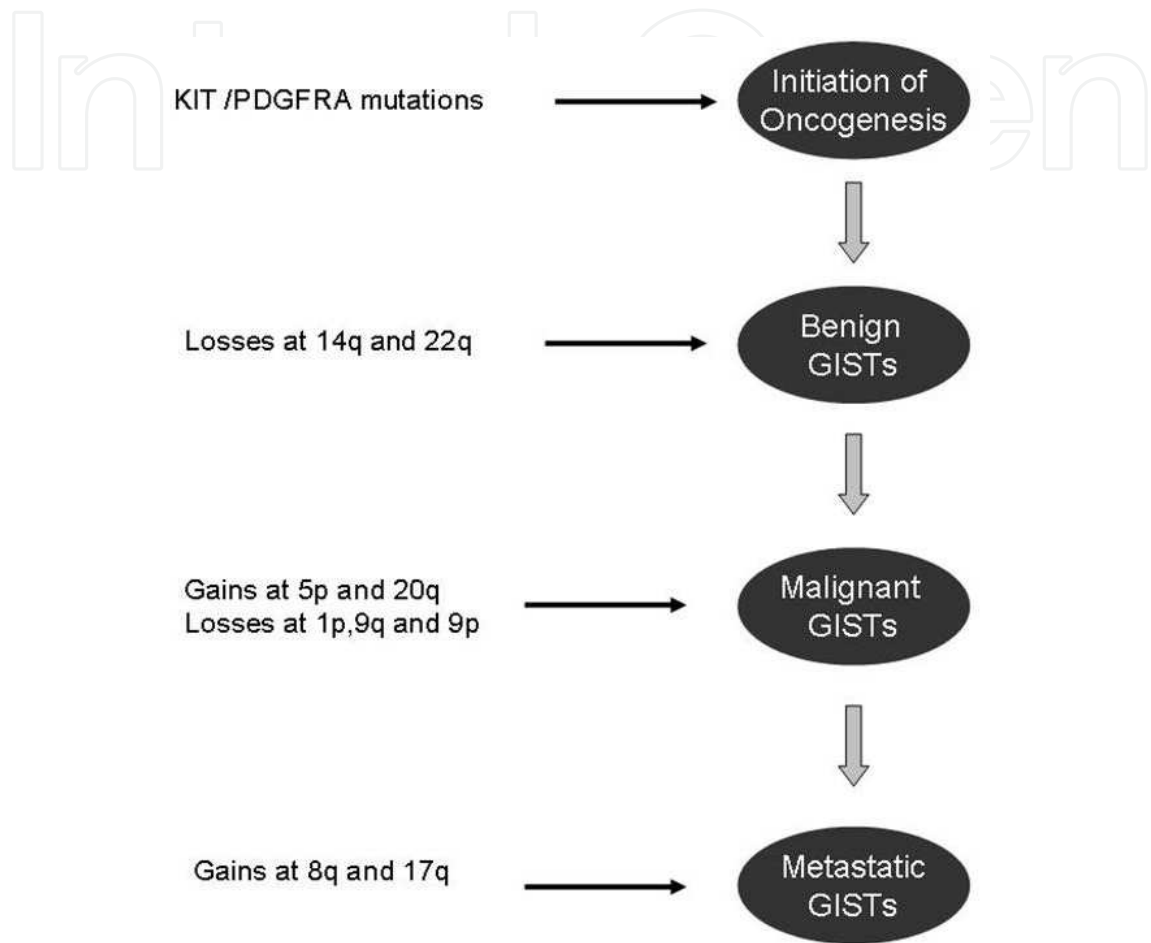 KIT /PDGFRA mutations
Initiation of
Oncogenesis
Losses at 14q and 22q
Benign
GISTs
Gains at 5p and 20q
Losses at 1p,9q and 9p
Malignant
GISTs
Gains at 8q and 17q
Metastatic
GISTs